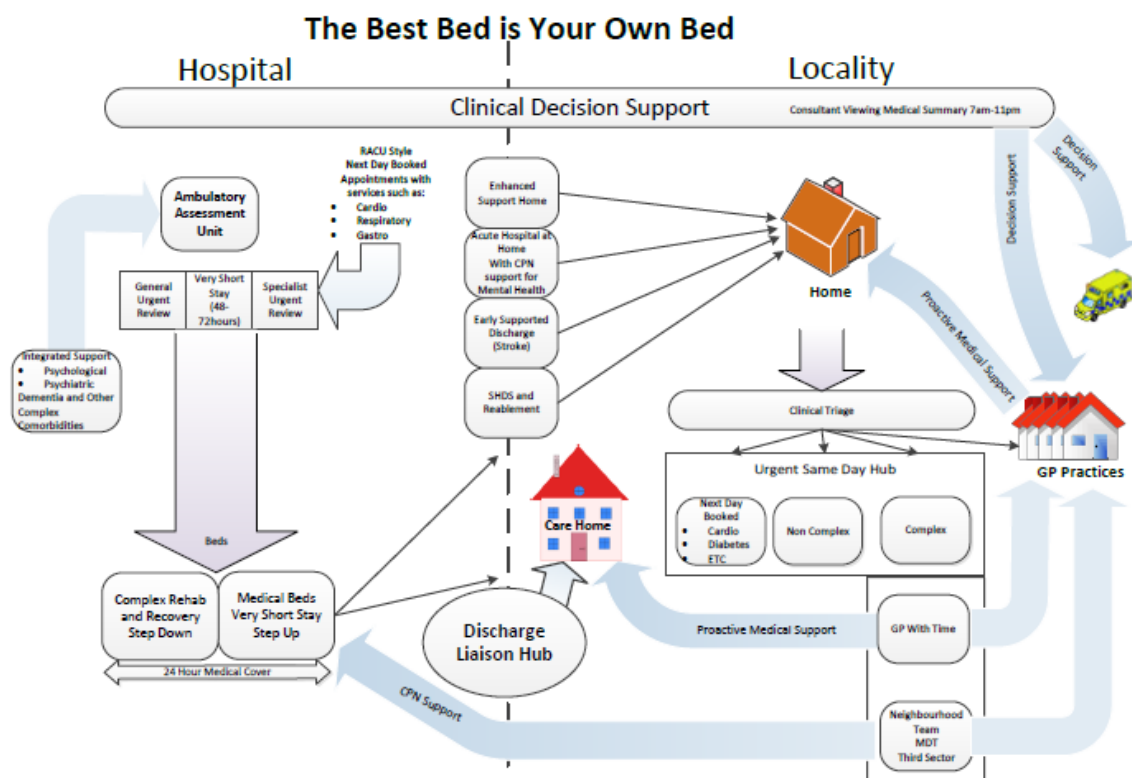 The Best Bed is Your Own Bed
Hospital
Locality
Clinical Decision Support
Consultant Viewing Medical Summary 7am-11pm
RACU Style
Next Day Booked
Appointments with
services such as:
• Cardio
• Respiratory
• Gastro
Ambulatory
Assessment
Unit
General
Urgent
Review
Very Short
Stay
(48-
72hours)
Specialist
Urgent
Review
Integrated Support
• Psychological
• Psychiatric
Dementia and Other
Complex
Comorbidities
Beds
Complex Rehab
and Recovery
Step Down
Medical Beds
Very Short Stay
Step Up
24 Hour Medical Cover
Enhanced
Support Home
Acute Hospital at
Home
With CPN
support for
Mental Health
Early Supported
Discharge
(Stroke)
SHDS and
Reablement
Care Home
Discharge
Liaison Hub
Home
Decision Support
Decision
Support
Proactive Medical Support
GP Practices
Clinical Triage
Urgent Same Day Hub
Next Day
Booked
• Cardio
• Diabetes
• ETC
Non Complex
Complex
Proactive Medical Support
GP With Time
CPN Support
Neighbourhood
Team
MDT
Third Sector